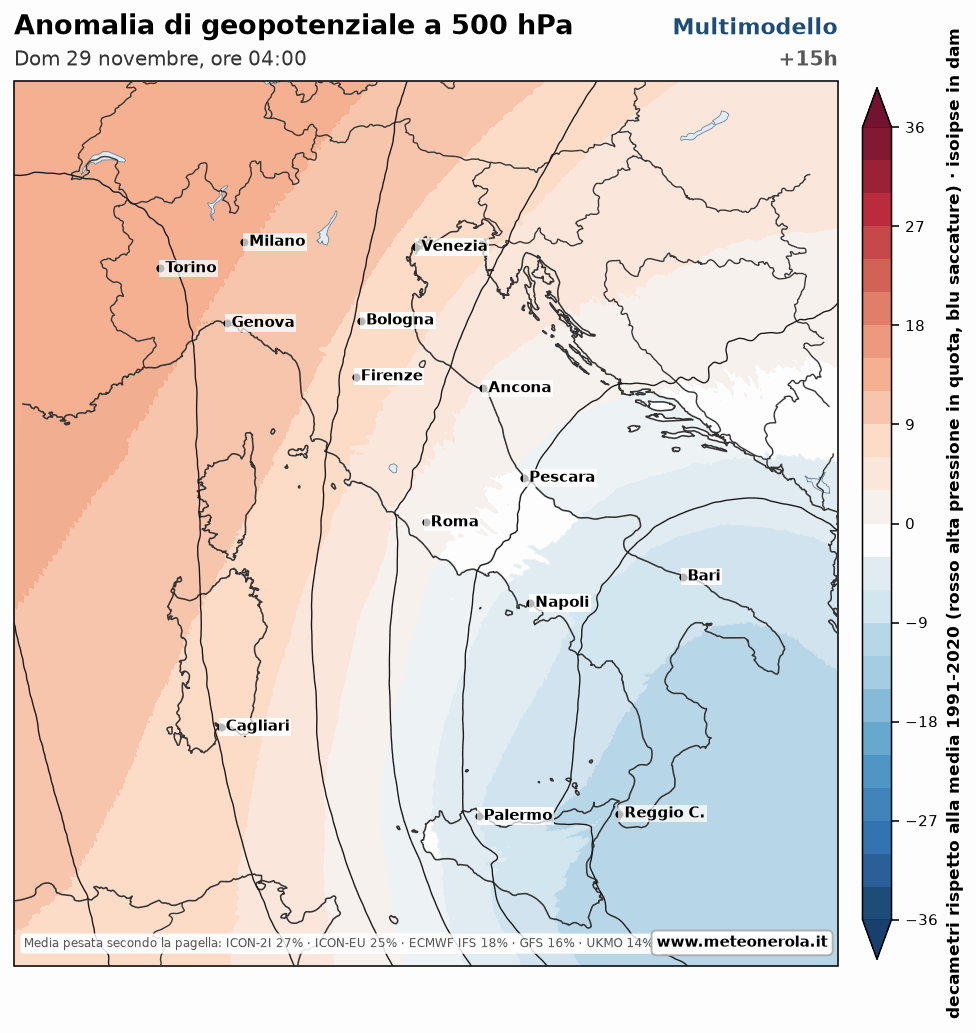 Anomalia di geopotenziale a 500 hPa
Multimodello
Dom 29 novembre, ore 04:00
+15h
Milano
Venezia
Torino
Genova
Bologna
Firenze
Ancona
Pescara
Roma
Bari
Napoli
Cagliari
Palermo
Reggio C.
Media pesata secondo la pagella: ICON-2I 27% · ICON-EU 25% · ECMWF IFS 18% · GFS 16% · UKMO 14%
www.meteonerola.it
36
27
18
9
0
−9
−18
−27
−36
decametri rispetto alla media 1991-2020 (rosso alta pressione in quota, blu saccature) · isoipse in dam